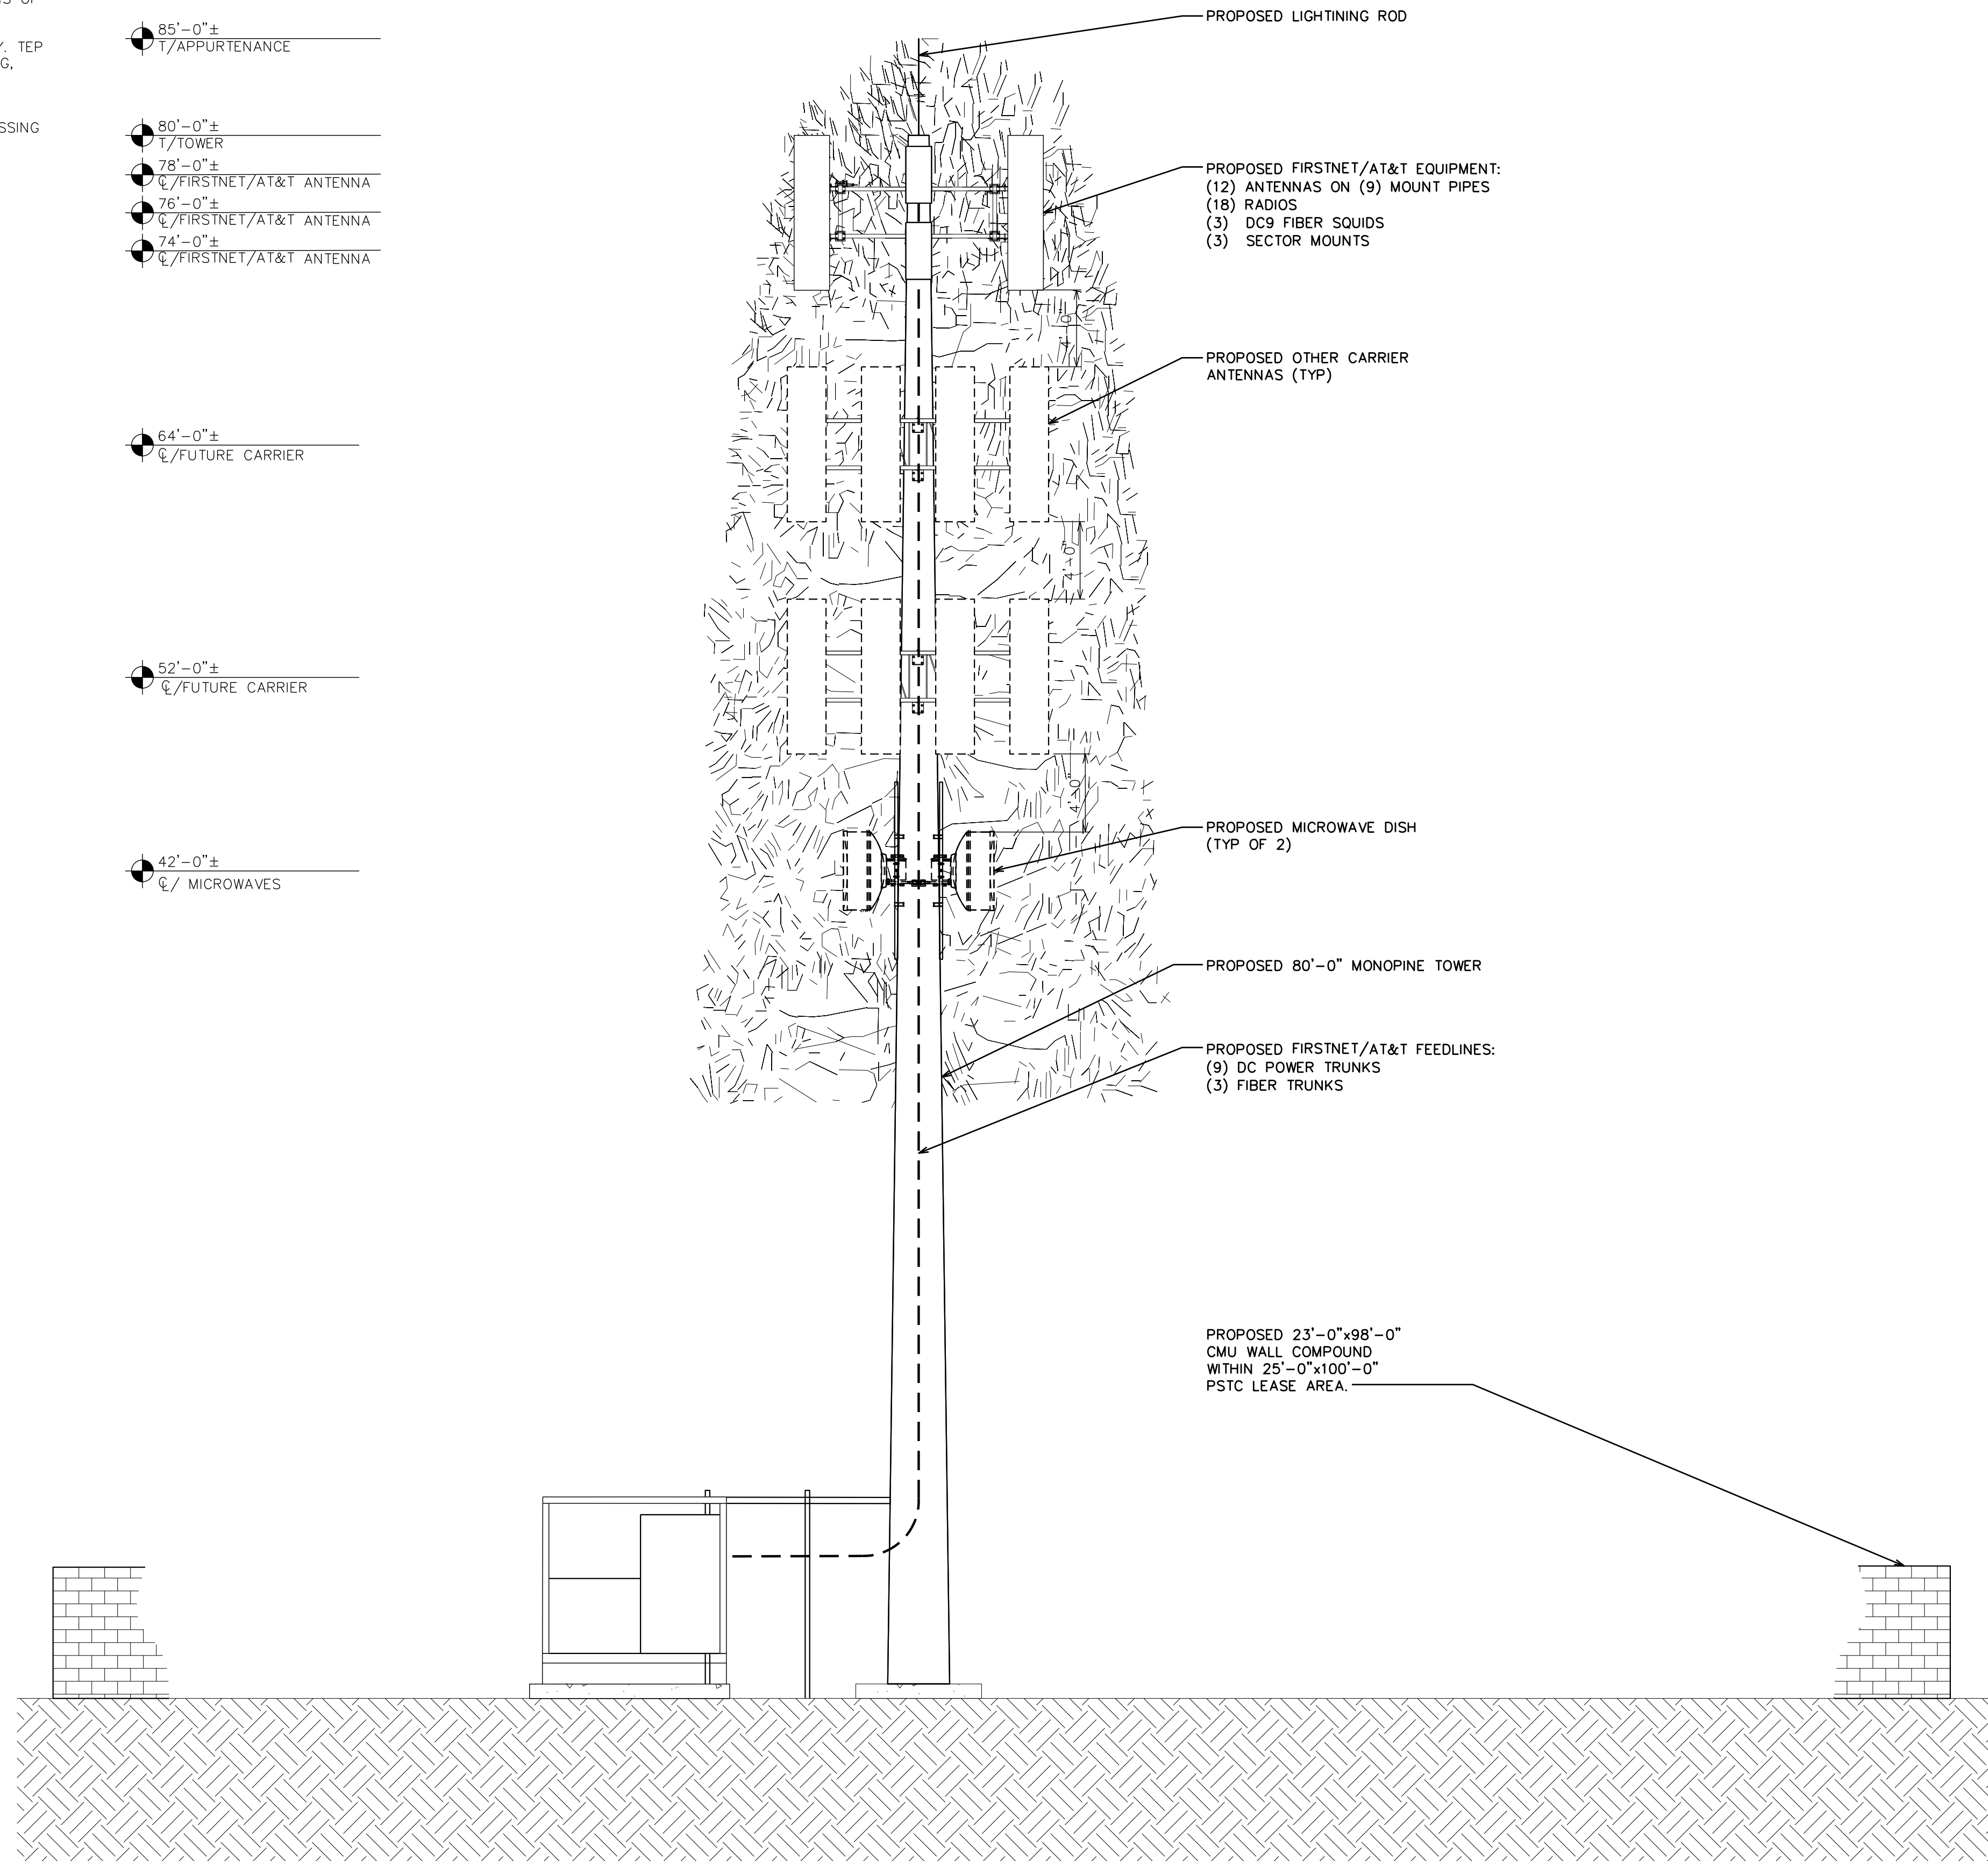 Y. TEP
G,
SSING
85'-0"±
T/APPURTENANCE
80'-0"±
T/TOWER
78'-0"±
℄/FIRSTNET/AT&T ANTENNA
76'-0"±
℄/FIRSTNET/AT&T ANTENNA
74'-0"±
℄/FIRSTNET/AT&T ANTENNA
64'-0"±
℄/FUTURE CARRIER
52'-0"±
℄/FUTURE CARRIER
42'-0"±
℄/ MICROWAVES
4'-0"
4'-0"
4'-0"
PROPOSED LIGHTINING ROD
PROPOSED FIRSTNET/AT&T EQUIPMENT:
(12) ANTENNAS ON (9) MOUNT PIPES
(18) RADIOS
(3) DC9 FIBER SQUIDS
(3) SECTOR MOUNTS
PROPOSED OTHER CARRIER
ANTENNAS (TYP)
PROPOSED MICROWAVE DISH
(TYP OF 2)
PROPOSED 80'-0" MONOPINE TOWER
PROPOSED FIRSTNET/AT&T FEEDLINES:
(9) DC POWER TRUNKS
(3) FIBER TRUNKS
PROPOSED 23'-0"x98'-0"
CMU WALL COMPOUND
WITHIN 25'-0"x100'-0"
PSTC LEASE AREA.